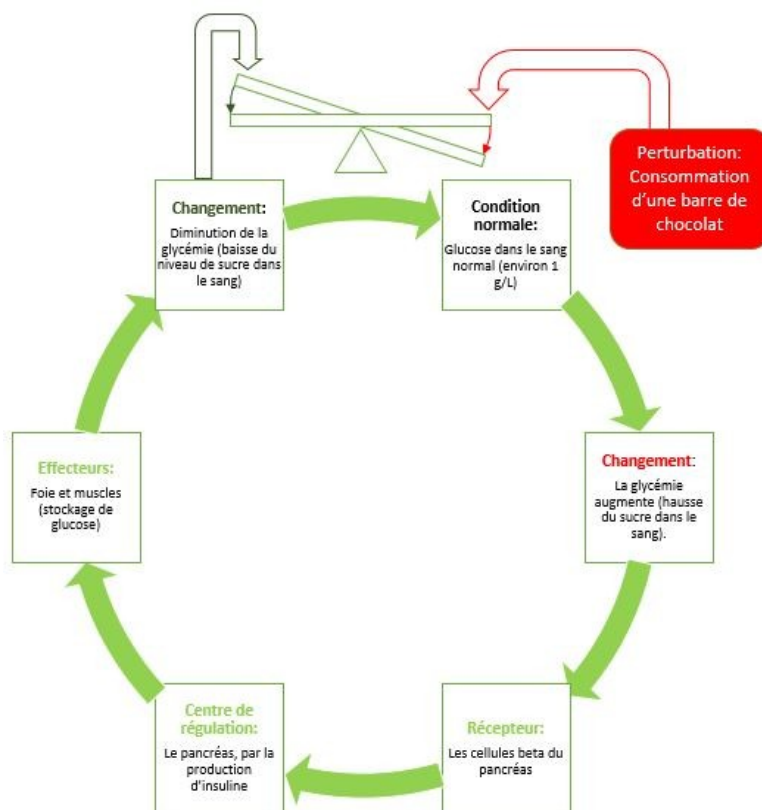 Perturbation:
Consommation
d'une barre de
chocolat
Changement:
Diminution de la
glycémie (baisse du
niveau de sucre dans
le sang)
Condition
normale:
Glucose dans le sang
normal (environ 1
g/L)
Changement:
La glycémie
augmente (hausse
du sucre dans le
sang).
Récepteur:
Les cellules beta du
pancréas
Centre de
régulation:
Le pancréas, par la
production
d'insuline
Effecteurs:
Foie et muscles
(stockage de
glucose)